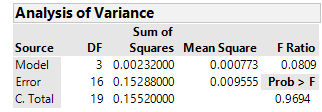 Analysis of Variance
Sum of
Source DF Squares Mean Square F Ratio
Model 3 0.00232000 0.000773 0.0809
Error 16 0.15288000 0.009555 Prob > F
C. Total 19 0.15520000 0.9694